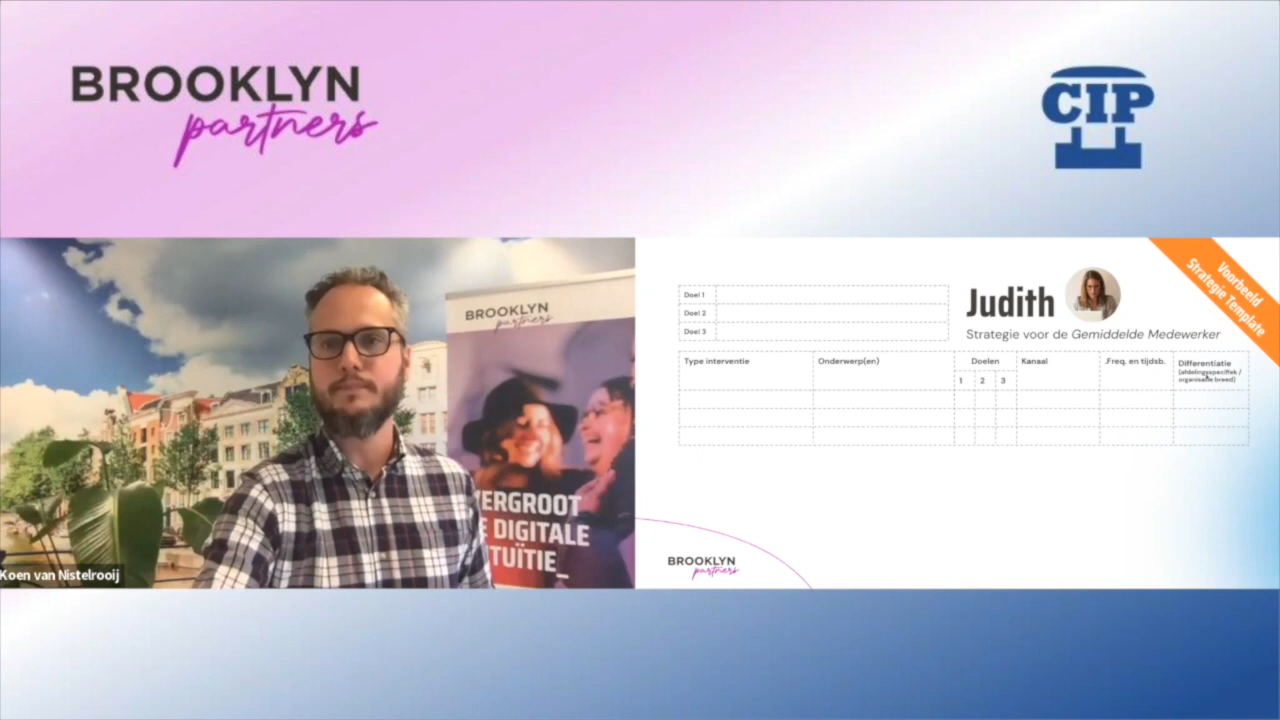 BROOKLYN
partners
CIP
BROOKLYN
partners
VERGROOT
DIGITALE
_
Koen van Nistelrooij
Voorbeeld
Strategie Template
Judith
Strategie voor de Gemiddelde Medewerker
Doel 1
Doel 2
Doel 3
Type interventie Onderwerp(en) Doelen Kanaal .Freq. en tijdsb. Differentiatie
(afdelingsspecifiek /
organisatie breed)
1 2 3
BROOKLYN
partners